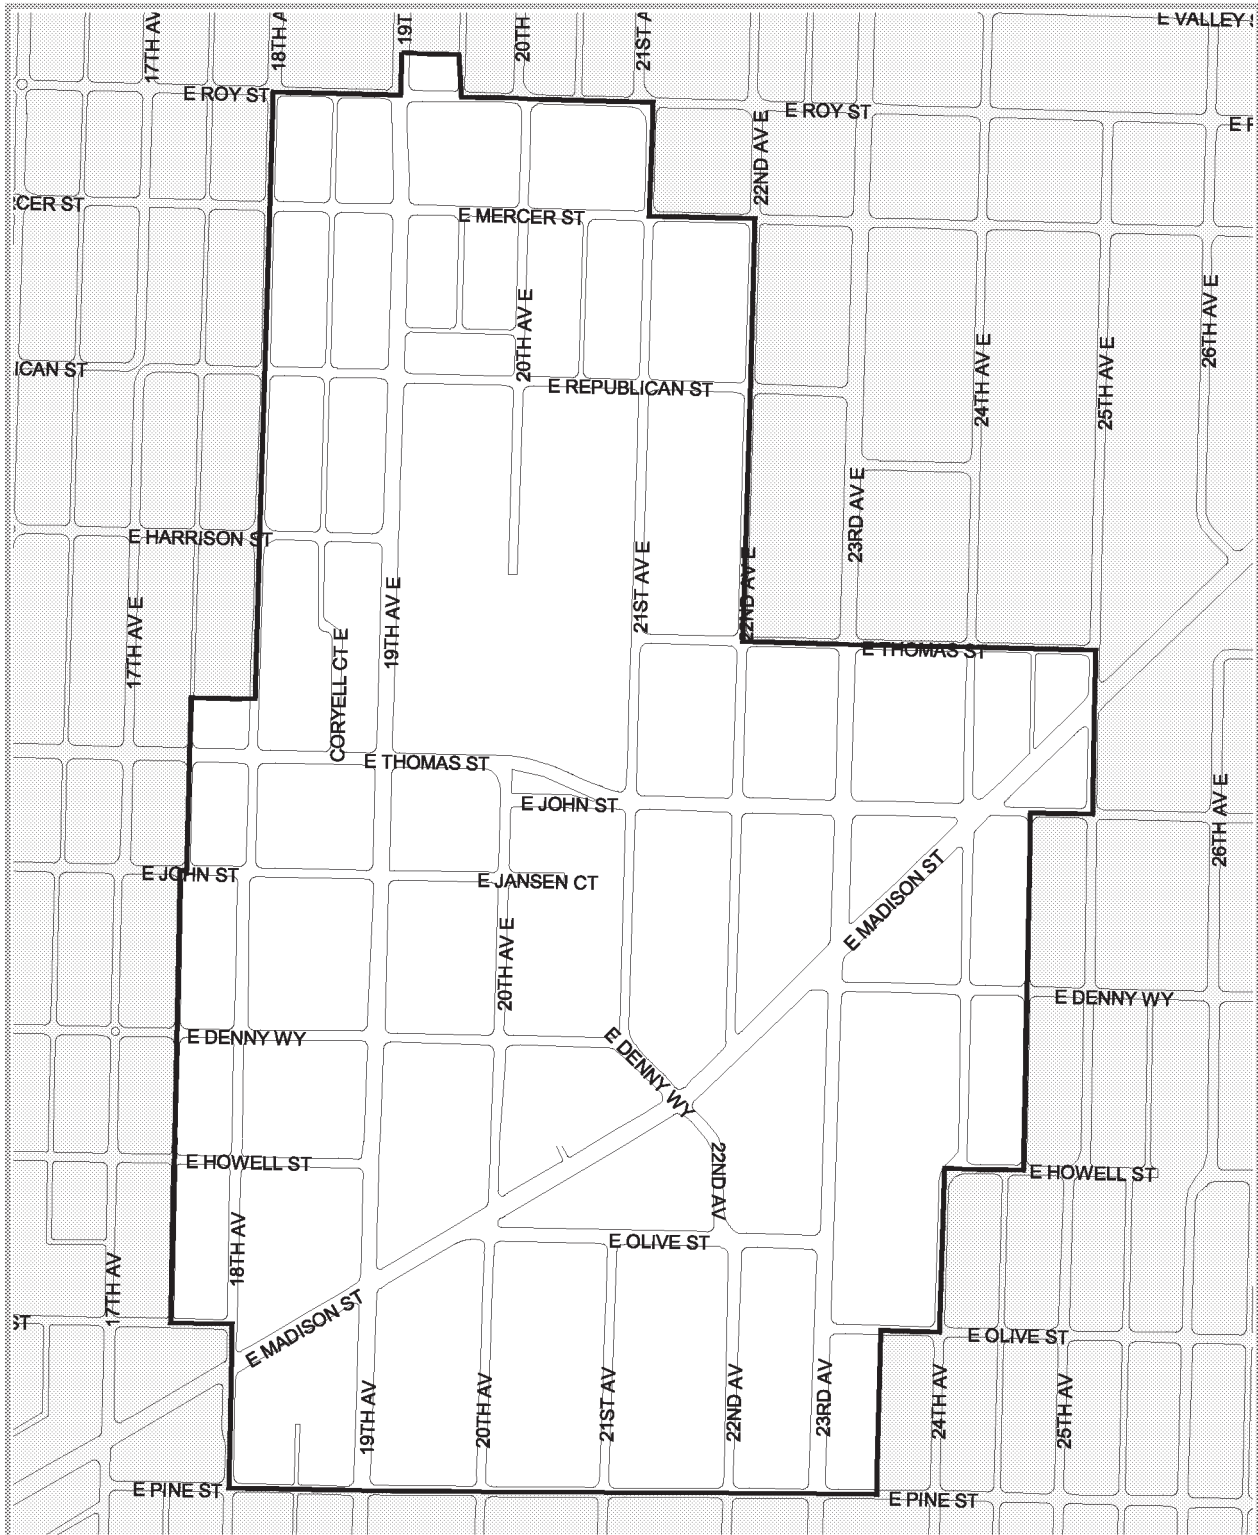 E VALLEY S
17TH AV
18TH A
19T
20TH
21ST A
E ROY ST
E ROY ST
22ND AV E
E MERCER ST
CER ST
20TH AV E
26TH AV E
24TH AV E
25TH AV E
ICAN ST
E REPUBLICAN ST
23RD AV E
E HARRISON ST
21ST AV E
22ND AV E
19TH AV E
17TH AV E
CORYELL CT E
E THOMAS ST
E THOMAS ST
E JOHN ST
26TH AV E
E JOHN ST
E JANSEN CT
E MADISON ST
20TH AV E
E DENNY WY
E DENNY WY
E DENNY WY
E HOWELL ST
E HOWELL ST
22ND AV
18TH AV
17TH AV
E OLIVE ST
ST
E MADISON ST
E OLIVE ST
19TH AV
20TH AV
21ST AV
22ND AV
23RD AV
24TH AV
25TH AV
E PINE ST
E PINE ST